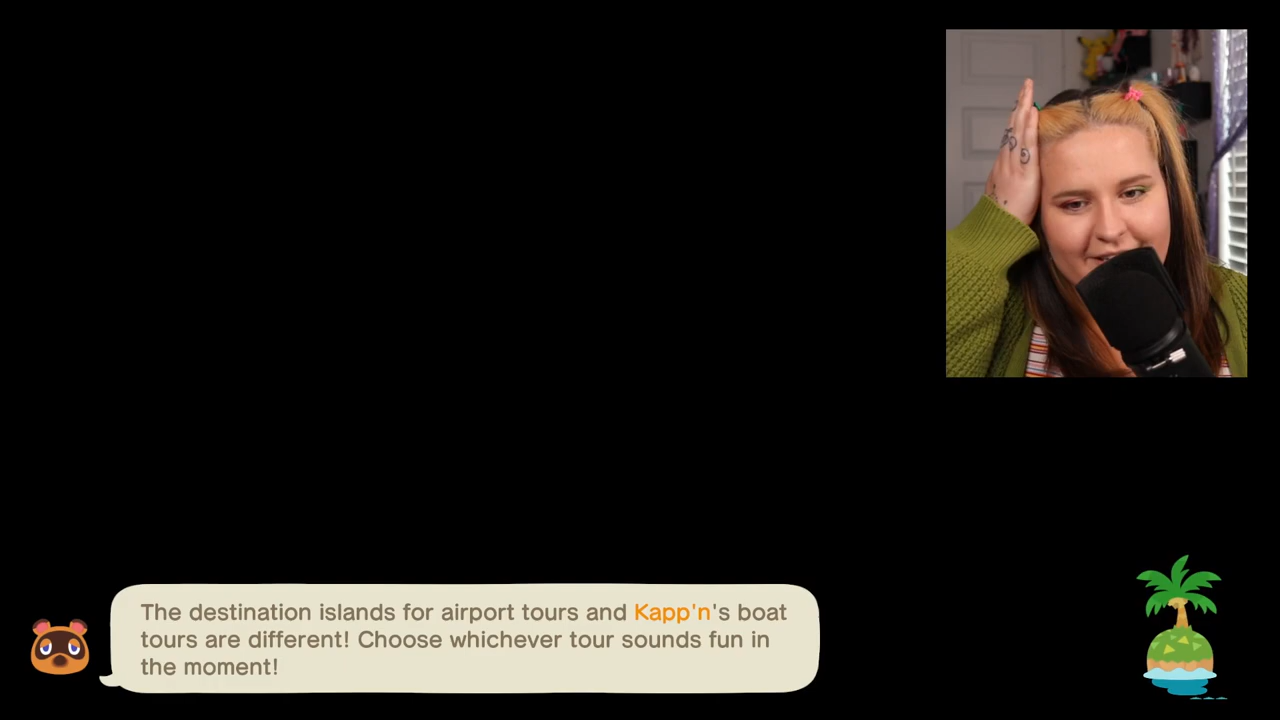 The destination islands for airport tours and Kapp'n's boat
tours are different! Choose whichever tour sounds fun in
the moment!